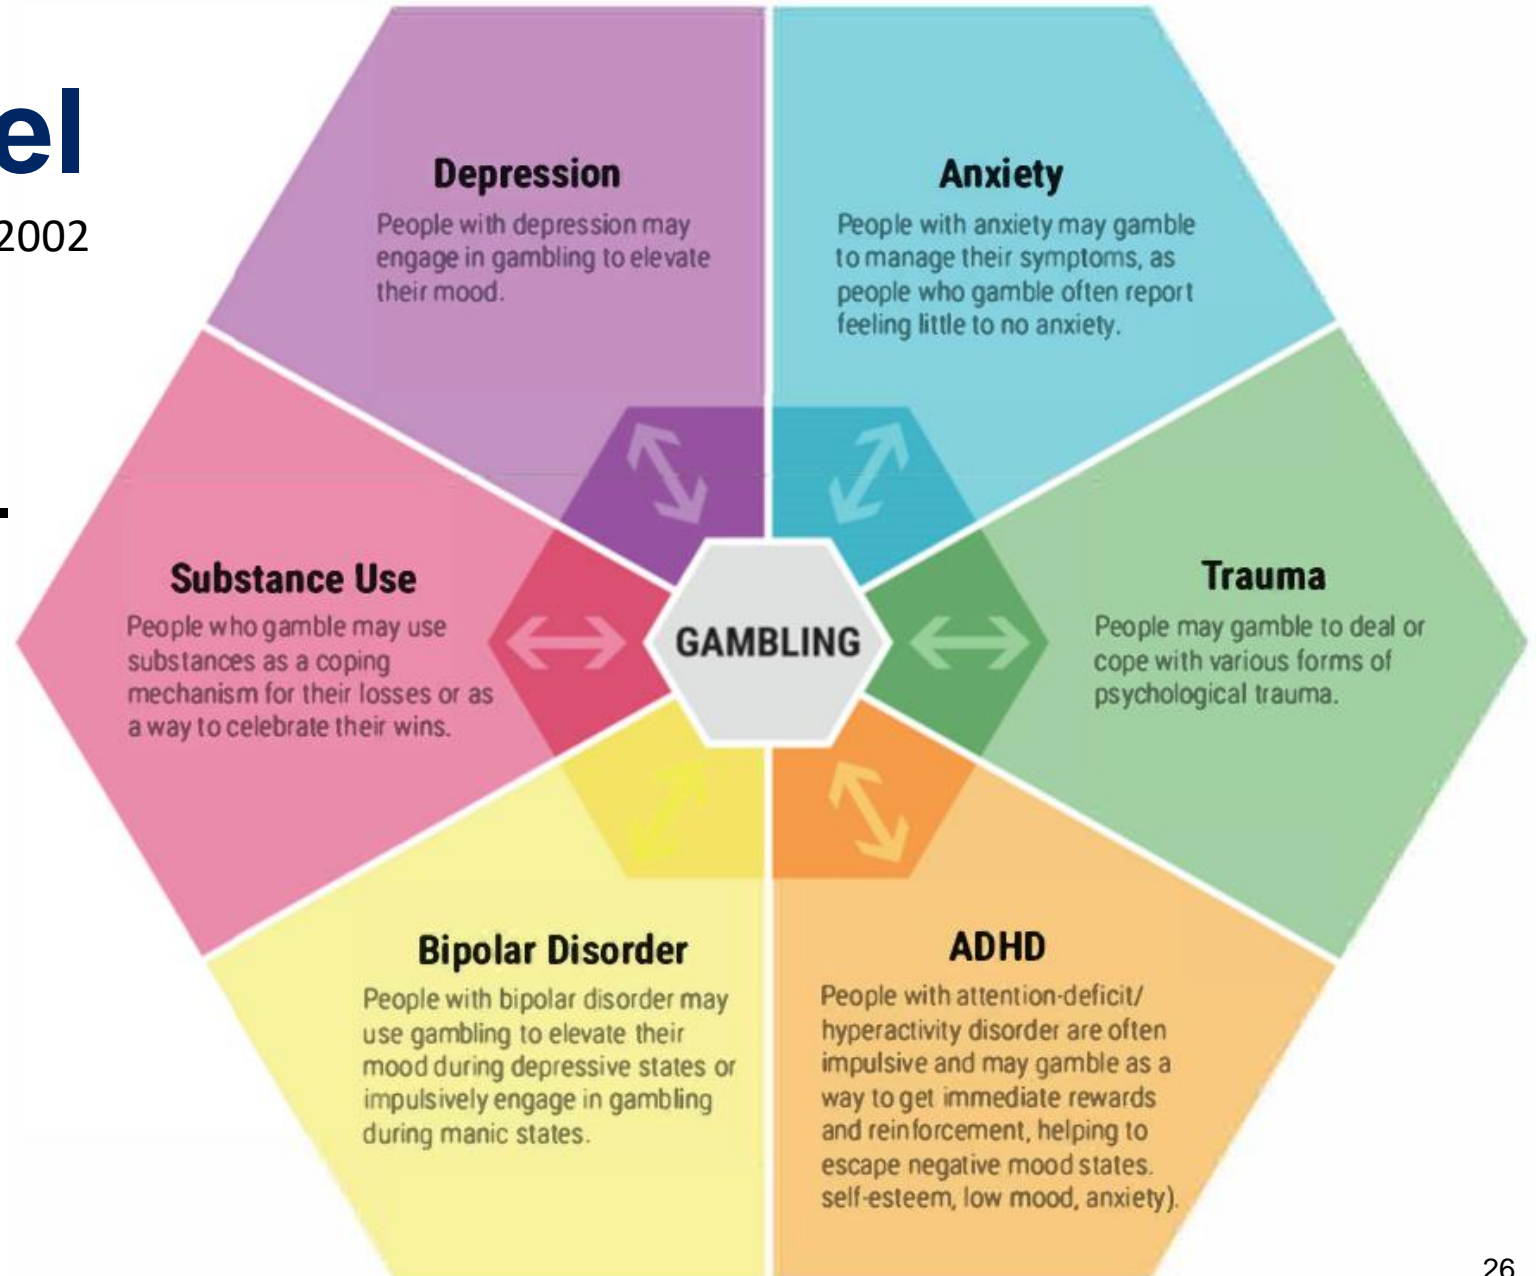 el
2002
Depression
People with depression may
engage in gambling to elevate
their mood.
Anxiety
People with anxiety may gamble
to manage their symptoms, as
people who gamble often report
feeling little to no anxiety.
Substance Use
People who gamble may use
substances as a coping
mechanism for their losses or as
a way to celebrate their wins.
GAMBLING
Trauma
People may gamble to deal or
cope with various forms of
psychological trauma.
Bipolar Disorder
People with bipolar disorder may
use gambling to elevate their
mood during depressive states or
impulsively engage in gambling
during manic states.
ADHD
People with attention-deficit/
hyperactivity disorder are often
impulsive and may gamble as a
way to get immediate rewards
and reinforcement, helping to
escape negative mood states.
self-esteem, low mood, anxiety).
26